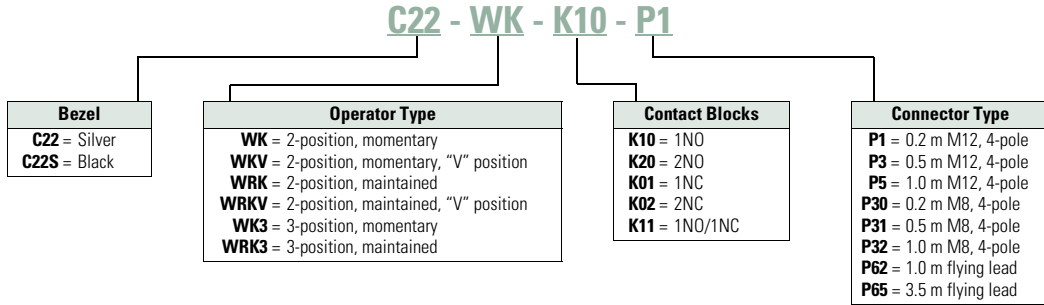 C22 - WK - K10 - P1
Bezel
C22 = Silver
C22S = Black
Operator Type
WK = 2-position, momentary
WKV = 2-position, momentary, “V” position
WRK = 2-position, maintained
WRKV = 2-position, maintained, “V” position
WK3 = 3-position, momentary
WRK3 = 3-position, maintained
Contact Blocks
K10 = 1NO
K20 = 2NO
K01 = 1NC
K02 = 2NC
K11 = 1NO/1NC
Connector Type
P1 = 0.2 m M12, 4-pole
P3 = 0.5 m M12, 4-pole
P5 = 1.0 m M12, 4-pole
P30 = 0.2 m M8, 4-pole
P31 = 0.5 m M8, 4-pole
P32 = 1.0 m M8, 4-pole
P62 = 1.0 m flying lead
P65 = 3.5 m flying lead